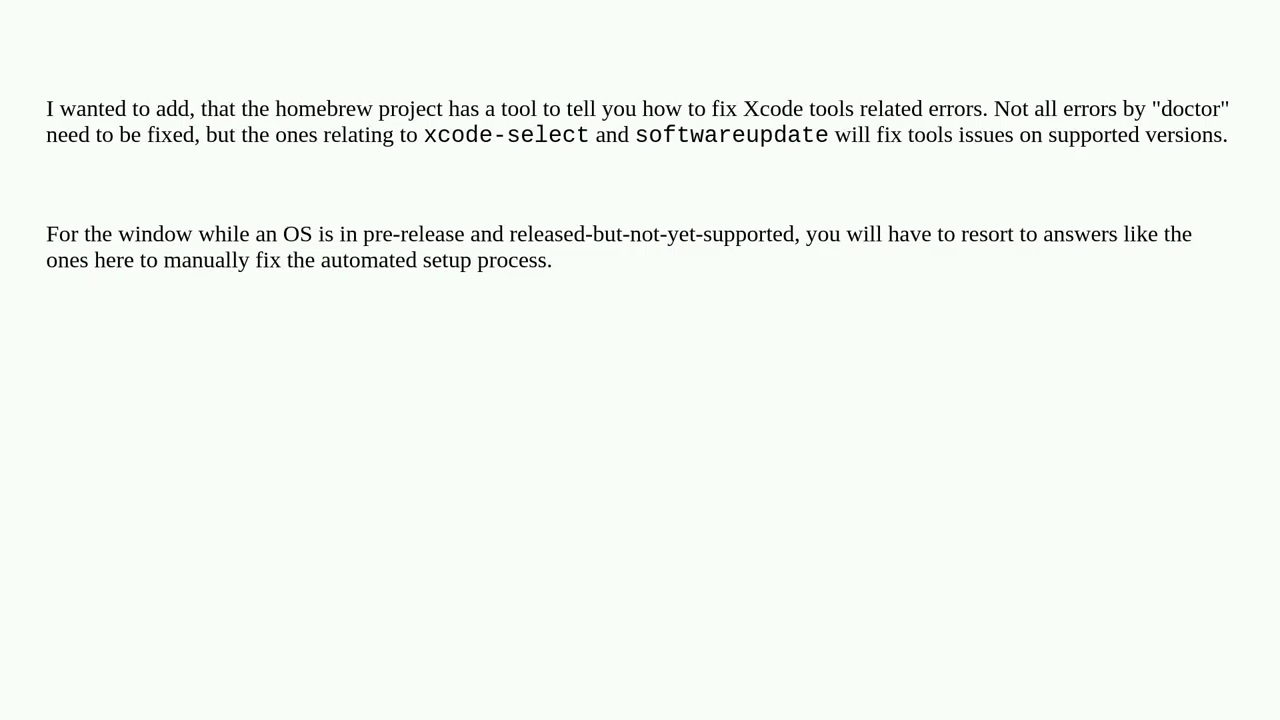 I wanted to add, that the homebrew project has a tool to tell you how to fix Xcode tools related errors. Not all errors by "doctor"
need to be fixed, but the ones relating to xcode-select and softwareupdate will fix tools issues on supported versions.
For the window while an OS is in pre-release and released-but-not-yet-supported, you will have to resort to answers like the
ones here to manually fix the automated setup process.